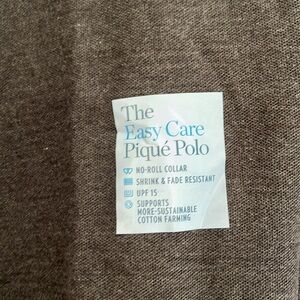 The
Easy Care
Piqué Polo
NO-ROLL COLLAR
SHRINK & FADE RESISTANT
UPF 15
SUPPORTS
MORE-SUSTAINABLE
COTTON FARMING